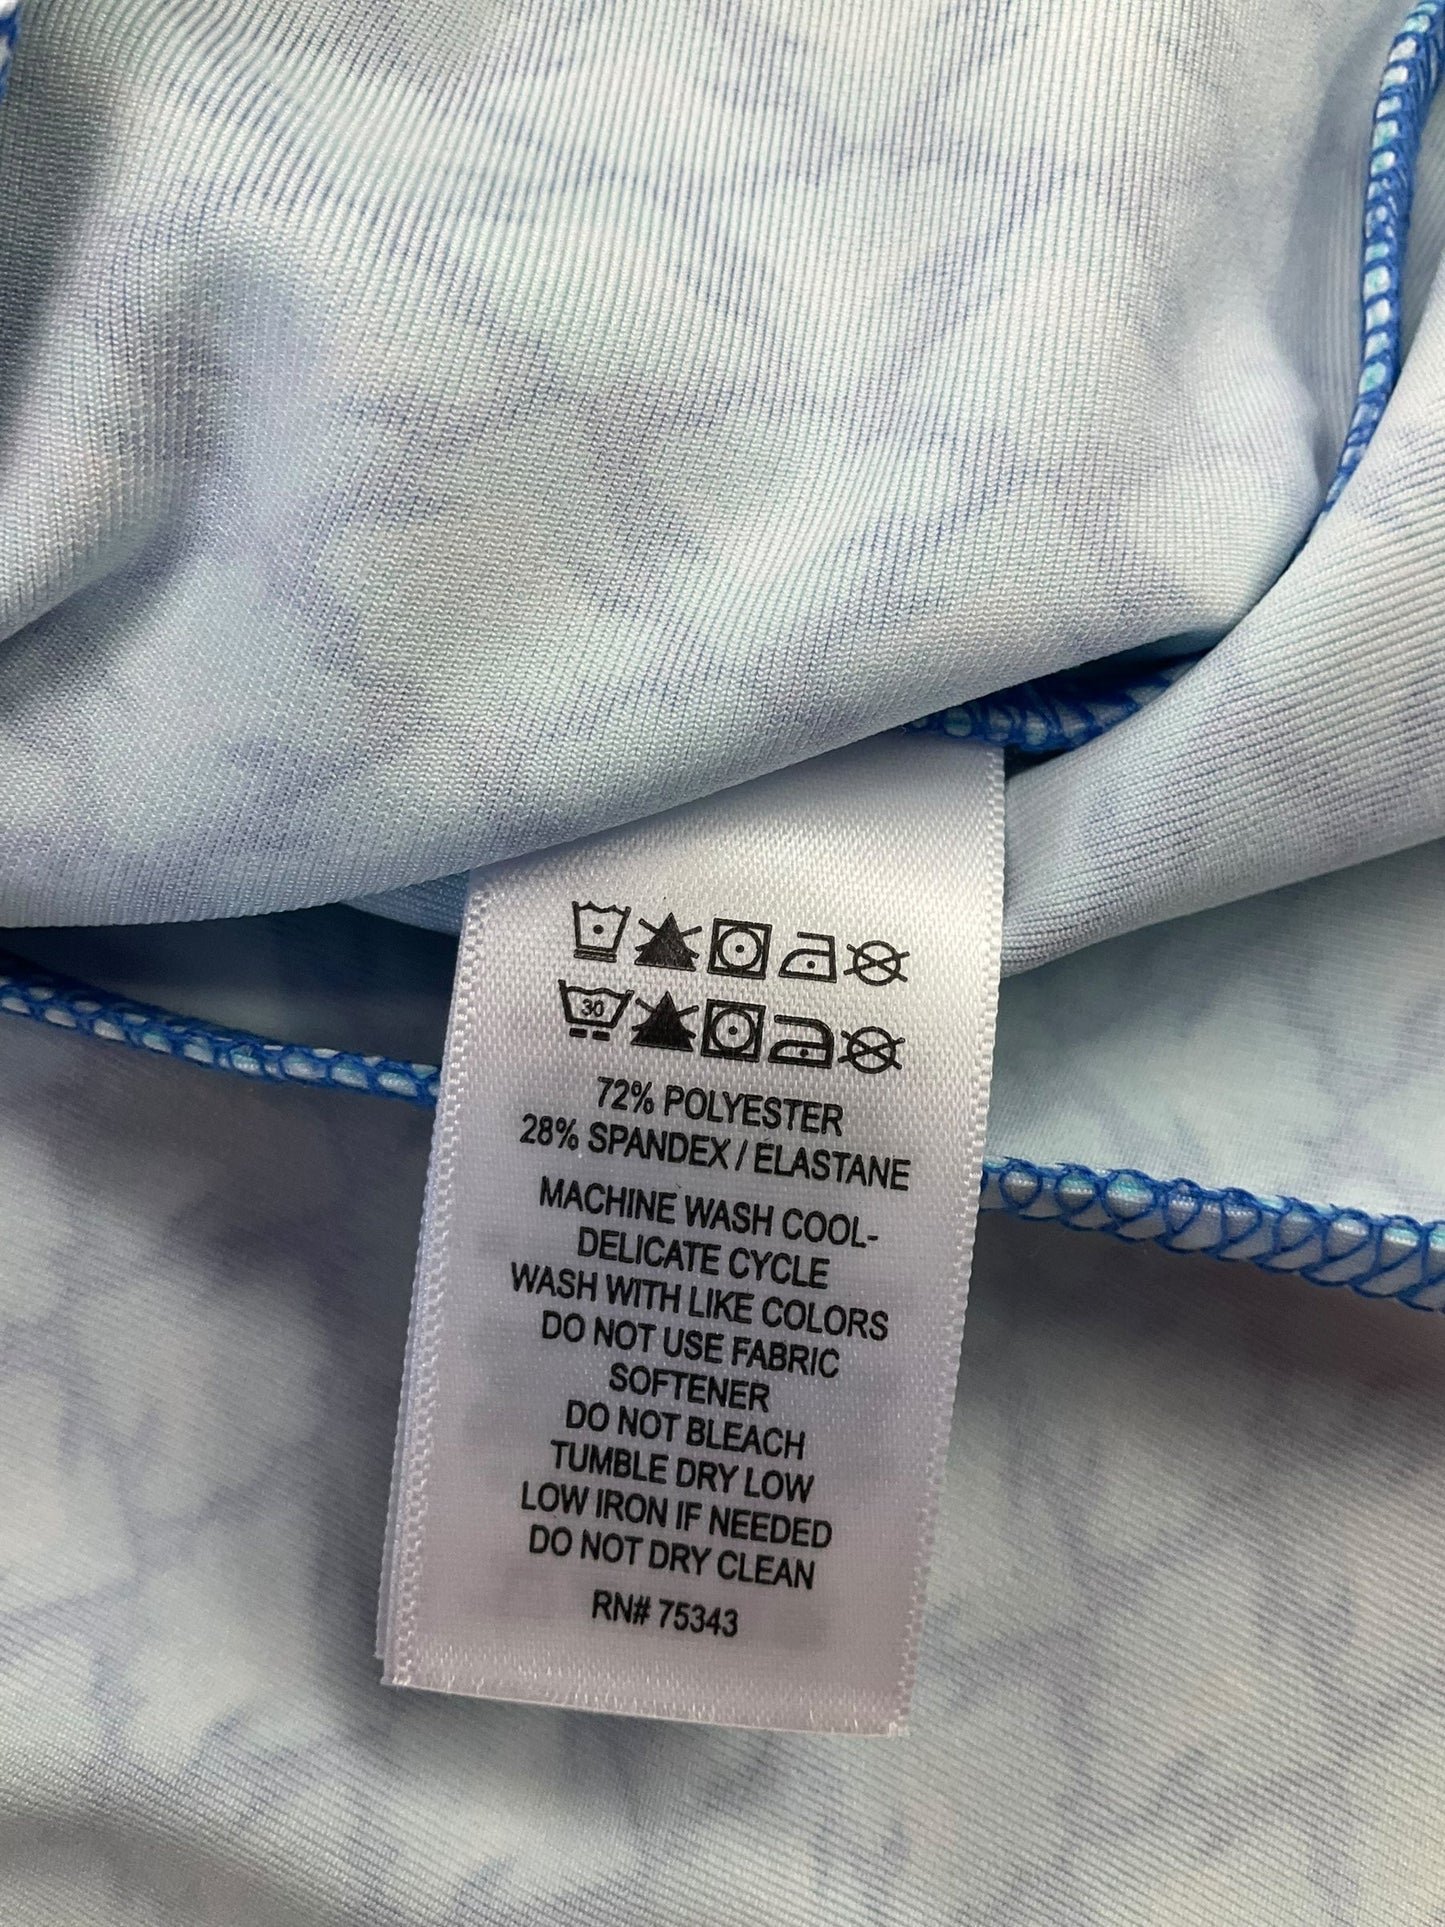 30
72% POLYESTER
28% SPANDEX / ELASTANE
MACHINE WASH COOL-
DELICATE CYCLE
WASH WITH LIKE COLORS
DO NOT USE FABRIC
SOFTENER
DO NOT BLEACH
TUMBLE DRY LOW
LOW IRON IF NEEDED
DO NOT DRY CLEAN
RN# 75343